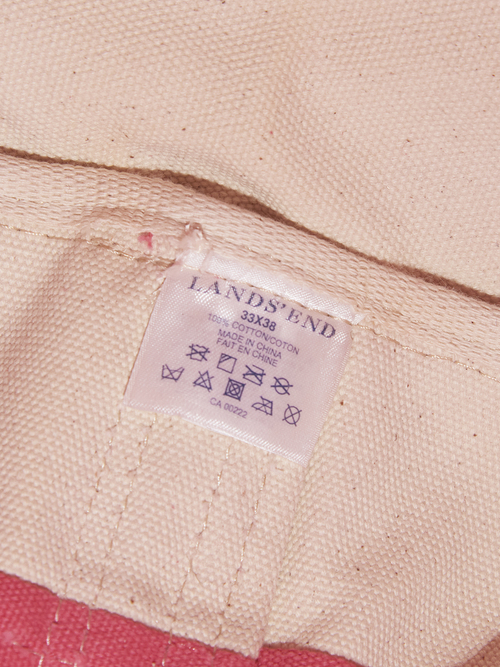 LANDS' END
33X38
100% COTTON/COTON
MADE IN CHINA
FAIT EN CHINE
CA 00222